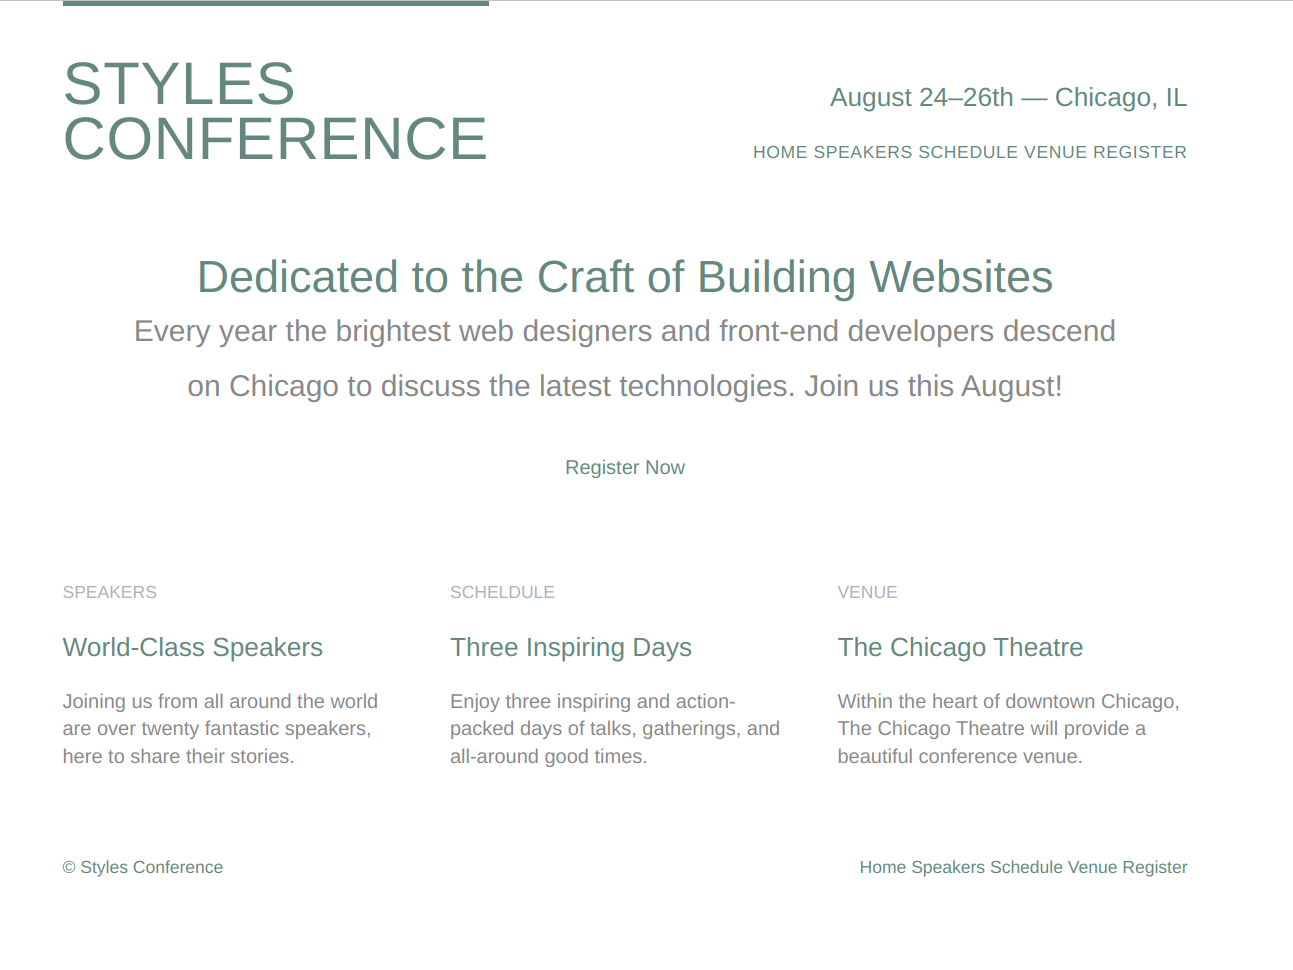 STYLES
CONFERENCE
August 24–26th — Chicago, IL
HOME SPEAKERS SCHEDULE VENUE REGISTER
Dedicated to the Craft of Building Websites
Every year the brightest web designers and front-end developers descend
on Chicago to discuss the latest technologies. Join us this August!
Register Now
SPEAKERS
World-Class Speakers
Joining us from all around the world
are over twenty fantastic speakers,
here to share their stories.
SCHELDULE
Three Inspiring Days
Enjoy three inspiring and action-
packed days of talks, gatherings, and
all-around good times.
VENUE
The Chicago Theatre
Within the heart of downtown Chicago,
The Chicago Theatre will provide a
beautiful conference venue.
© Styles Conference
Home Speakers Schedule Venue Register